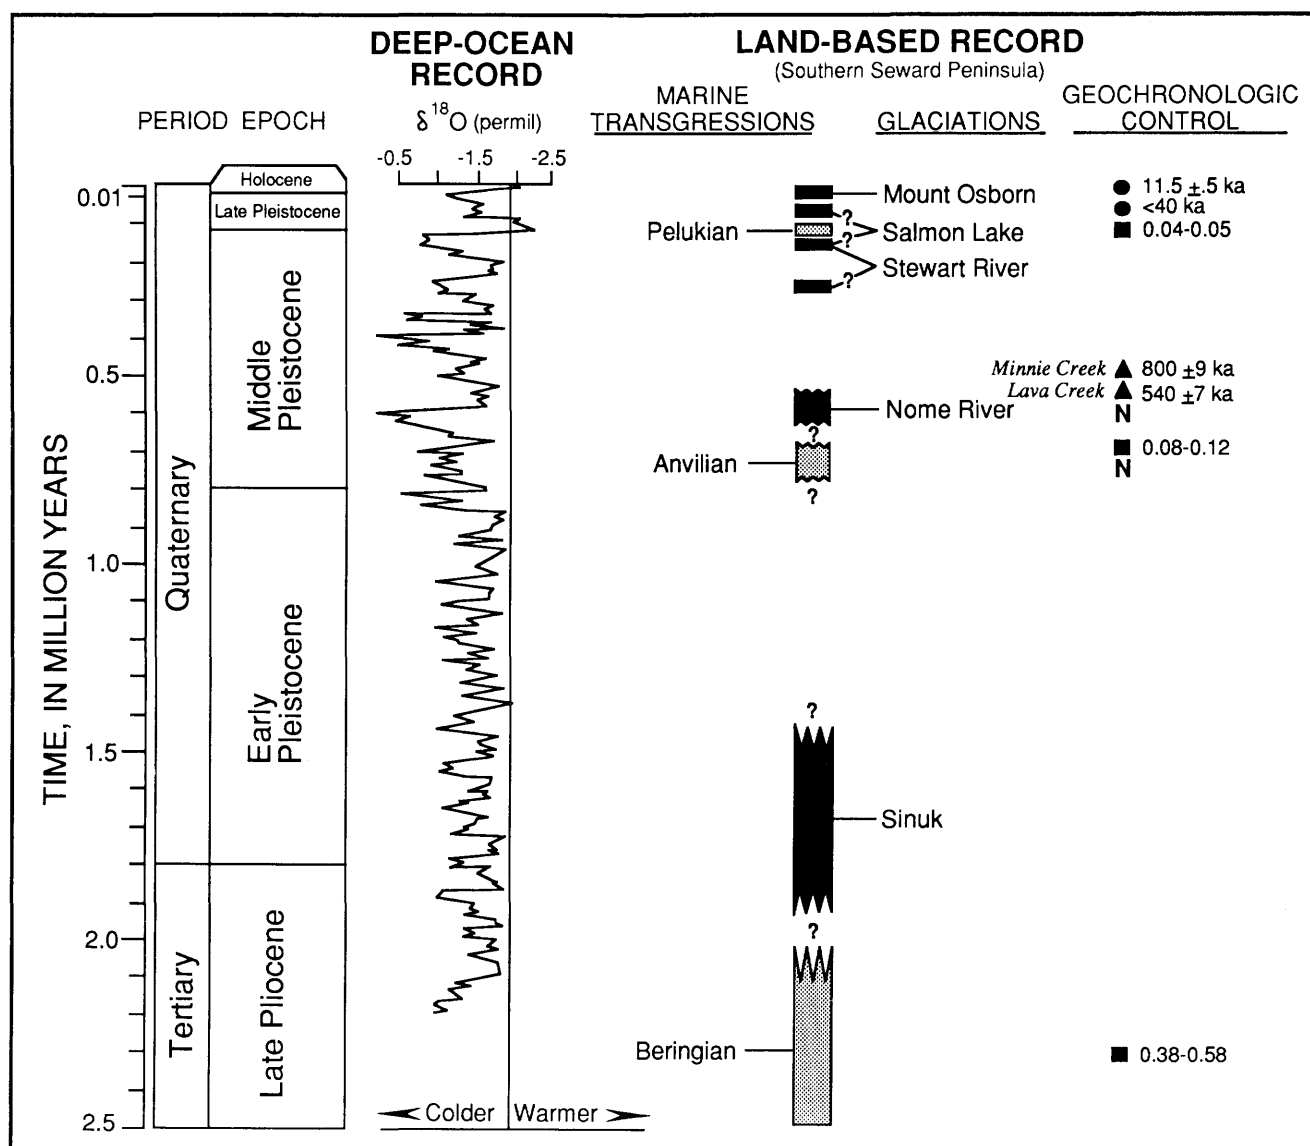 DEEP-OCEAN
RECORD
LAND-BASED RECORD
(Southern Seward Peninsula)
PERIOD EPOCH
δ18O (permil)
MARINE
TRANSGRESSIONS
GLACIATIONS
GEOCHRONOLOGIC
CONTROL
-0.5 -1.5 -2.5
Holocene
0.01
Late Pleistocene
Mount Osborn
11.5 ±.5 ka
<40 ka
Pelukian
?
Salmon Lake
0.04-0.05
?
Stewart River
?
Middle
Pleistocene
0.5
Minnie Creek 800 ±9 ka
Lava Creek 540 ±7 ka
Nome River
N
?
Anvilian
0.08-0.12
N
?
TIME, IN MILLION YEARS
Quaternary
1.0
Early
Pleistocene
?
1.5
Sinuk
?
2.0
Tertiary
Late Pliocene
Beringian
0.38-0.58
2.5
Colder Warmer